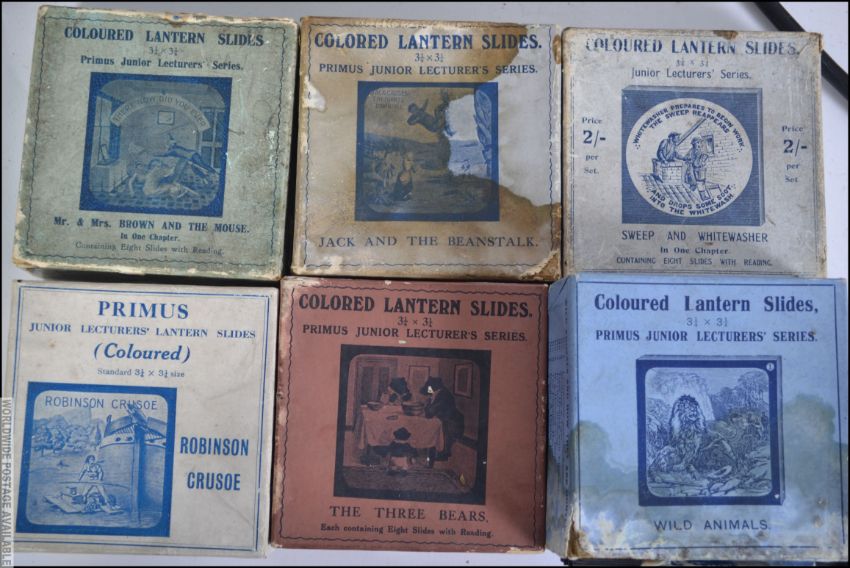 COLOURED LANTERN SLIDES
3¼ × 3¼
Primus Junior Lecturers' Series.
Mr. & Mrs. BROWN AND THE MOUSE.
In One Chapter.
Containing Eight Slides with Reading.
COLORED LANTERN SLIDES.
3¼ × 3¼
PRIMUS JUNIOR LECTURER'S SERIES.
JACK AND THE BEANSTALK.
COLOURED LANTERN SLIDES.
3¼ × 3¼
Junior Lecturers' Series.
Price
2/-
per
Set.
WHITEWASHER PREPARES TO BEGIN WORK,
THE SWEEP REAPPEARS
AND DROPS SOME SOOT
INTO THE WHITEWASH
Price
2/-
per
Set.
SWEEP AND WHITEWASHER
In One Chapter.
CONTAINING EIGHT SLIDES WITH READING.
PRIMUS
JUNIOR LECTURERS' LANTERN SLIDES
(Coloured)
Standard 3¼ × 3¼ size
ROBINSON CRUSOE
ROBINSON
CRUSOE
COLORED LANTERN SLIDES.
3¼ × 3¼
PRIMUS JUNIOR LECTURER'S SERIES.
THE THREE BEARS.
Each containing Eight Slides with Reading.
Coloured Lantern Slides,
3¼ × 3¼
PRIMUS JUNIOR LECTURERS' SERIES.
1
WILD ANIMALS.
WORLDWIDE POSTAGE AVAILABLE